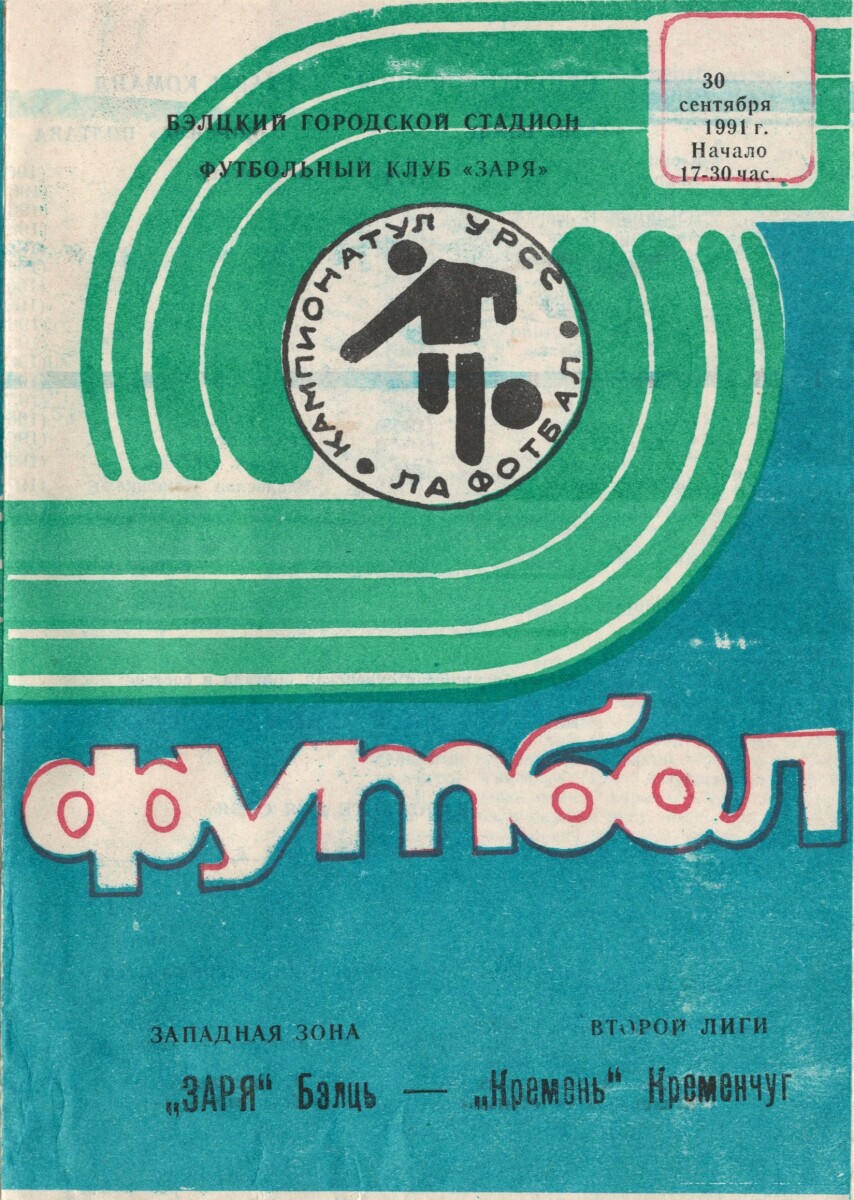 БЭЛЦКИЙ ГОРОДСКОЙ СТАДИОН
ФУТБОЛЬНЫЙ КЛУБ «ЗАРЯ»
30
сентября
1991 г.
Начало
17-30 час.
КАМПИОНАТУЛ УРСС
• ЛА ФОТБАЛ •
футбол
ЗАПАДНАЯ ЗОНА
ВТОРОЙ ЛИГИ
„ЗАРЯ“ Бэлць — „Кремень“ Кременчуг